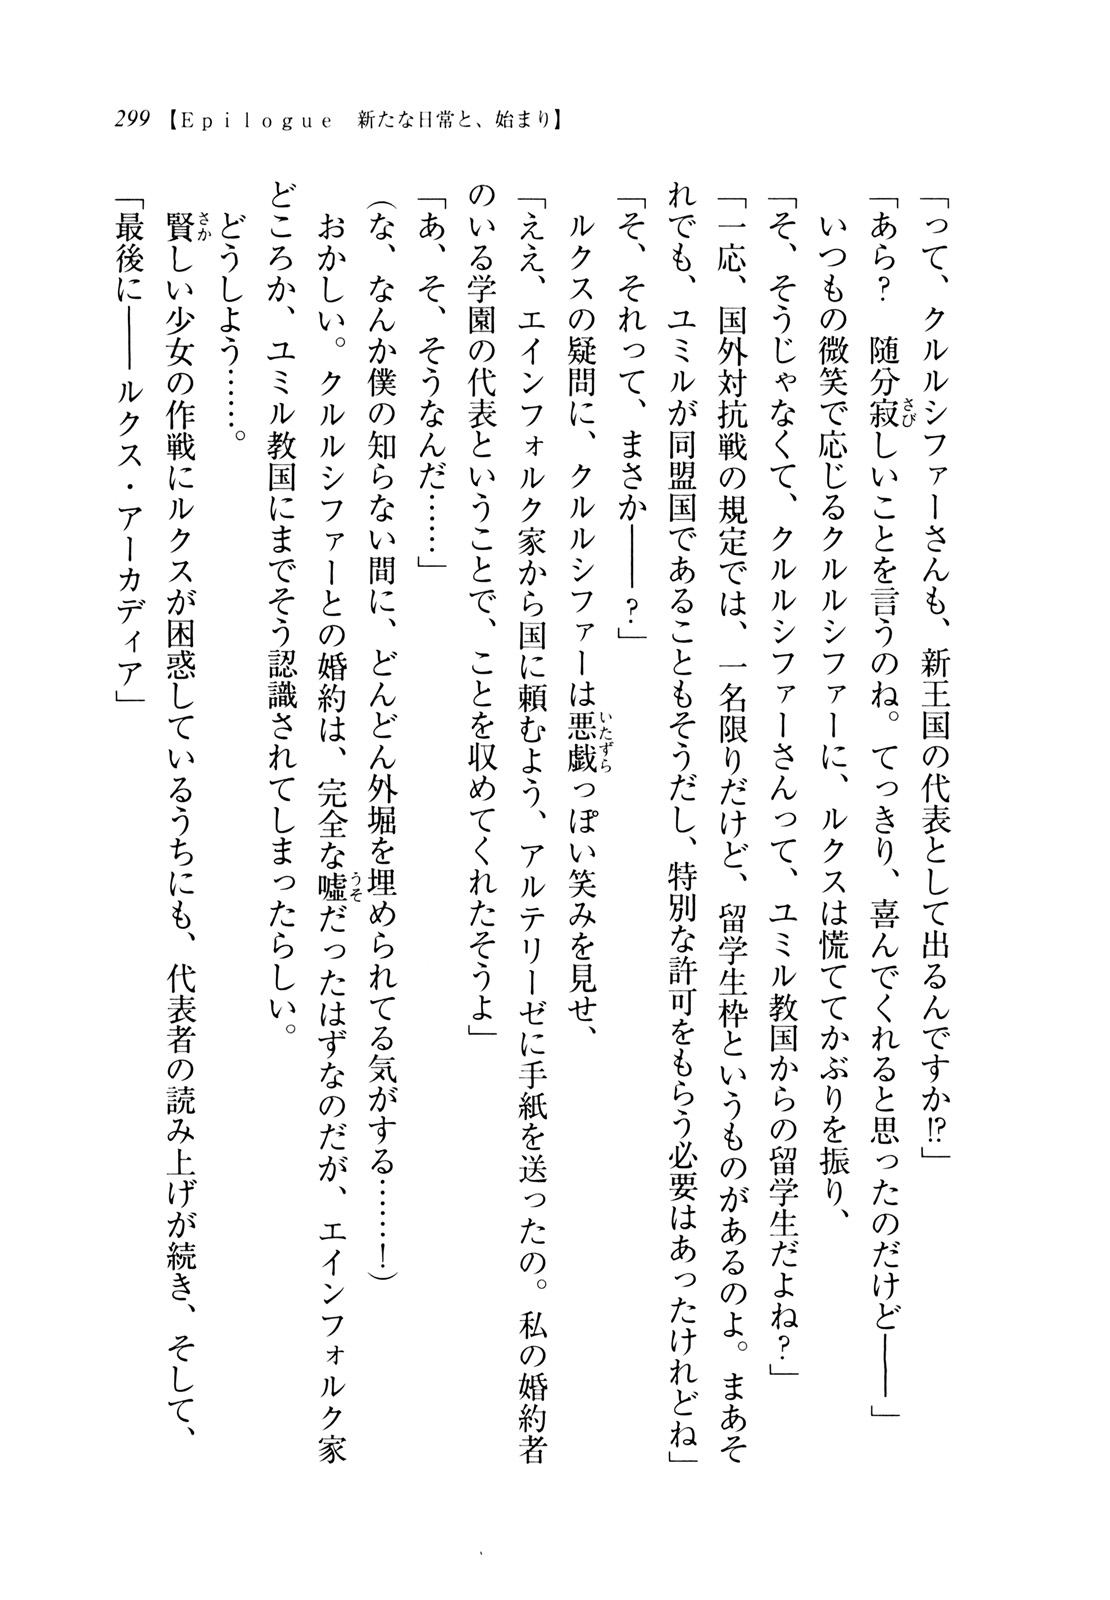 299 【Epilogue　新たな日常と、始まり】
「って、クルルシファーさんも、新王国の代表として出るんですか!?」
「あら？　随分寂しいことを言うのね。てっきり、喜んでくれると思ったのだけど――」
　いつもの微笑で応じるクルルシファーに、ルクスは慌ててかぶりを振り、
「そ、そうじゃなくて、クルルシファーさんって、ユミル教国からの留学生だよね？」
「一応、国外対抗戦の規定では、一名限りだけど、留学生枠というものがあるのよ。まあそ
れでも、ユミルが同盟国であることもそうだし、特別な許可をもらう必要はあったけれどね」
「そ、それって、まさか――？」
　ルクスの疑問に、クルルシファーは悪戯っぽい笑みを見せ、
「ええ、エインフォルク家から国に頼むよう、アルテリーゼに手紙を送ったの。私の婚約者
のいる学園の代表ということで、ことを収めてくれたそうよ」
「あ、そ、そうなんだ……」
（な、なんか僕の知らない間に、どんどん外堀を埋められてる気がする……！）
　おかしい。クルルシファーとの婚約は、完全な嘘だったはずなのだが、エインフォルク家
どころか、ユミル教国にまでそう認識されてしまったらしい。
　どうしよう……。
　賢しい少女の作戦にルクスが困惑しているうちにも、代表者の読み上げが続き、そして、
「最後に――ルクス・アーカディア」